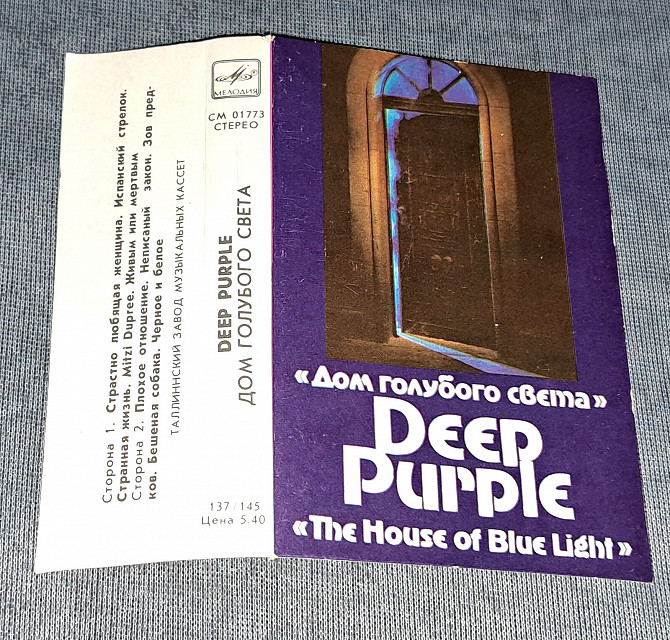 Сторона 1. Страстно любящая женщина. Испанский стрелок.
Странная жизнь. Mitzi Dupree. Живым или мертвым
Сторона 2. Плохое отношение. Неписаный закон. Зов пред-
ков. Бешеная собака. Черное и белое
ТАЛЛИННСКИЙ ЗАВОД МУЗЫКАЛЬНЫХ КАССЕТ
МЕЛОДИЯ
СМ 01773
СТЕРЕО
DEEP PURPLE
ДОМ ГОЛУБОГО СВЕТА
137/145
Цена 5.40
«Дом голубого света»
DEEP
PURPLE
«The House of Blue Light»